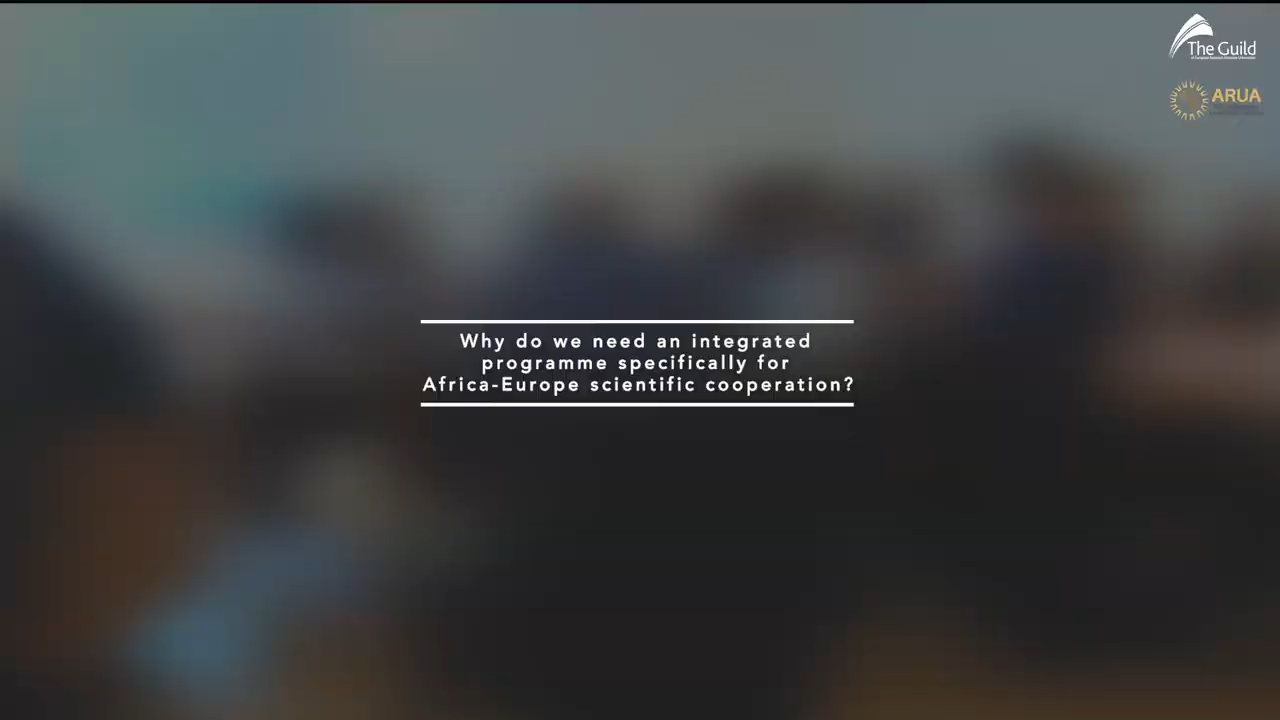 The Guild
ARUA
Why do we need an integrated
programme specifically for
Africa-Europe scientific cooperation?